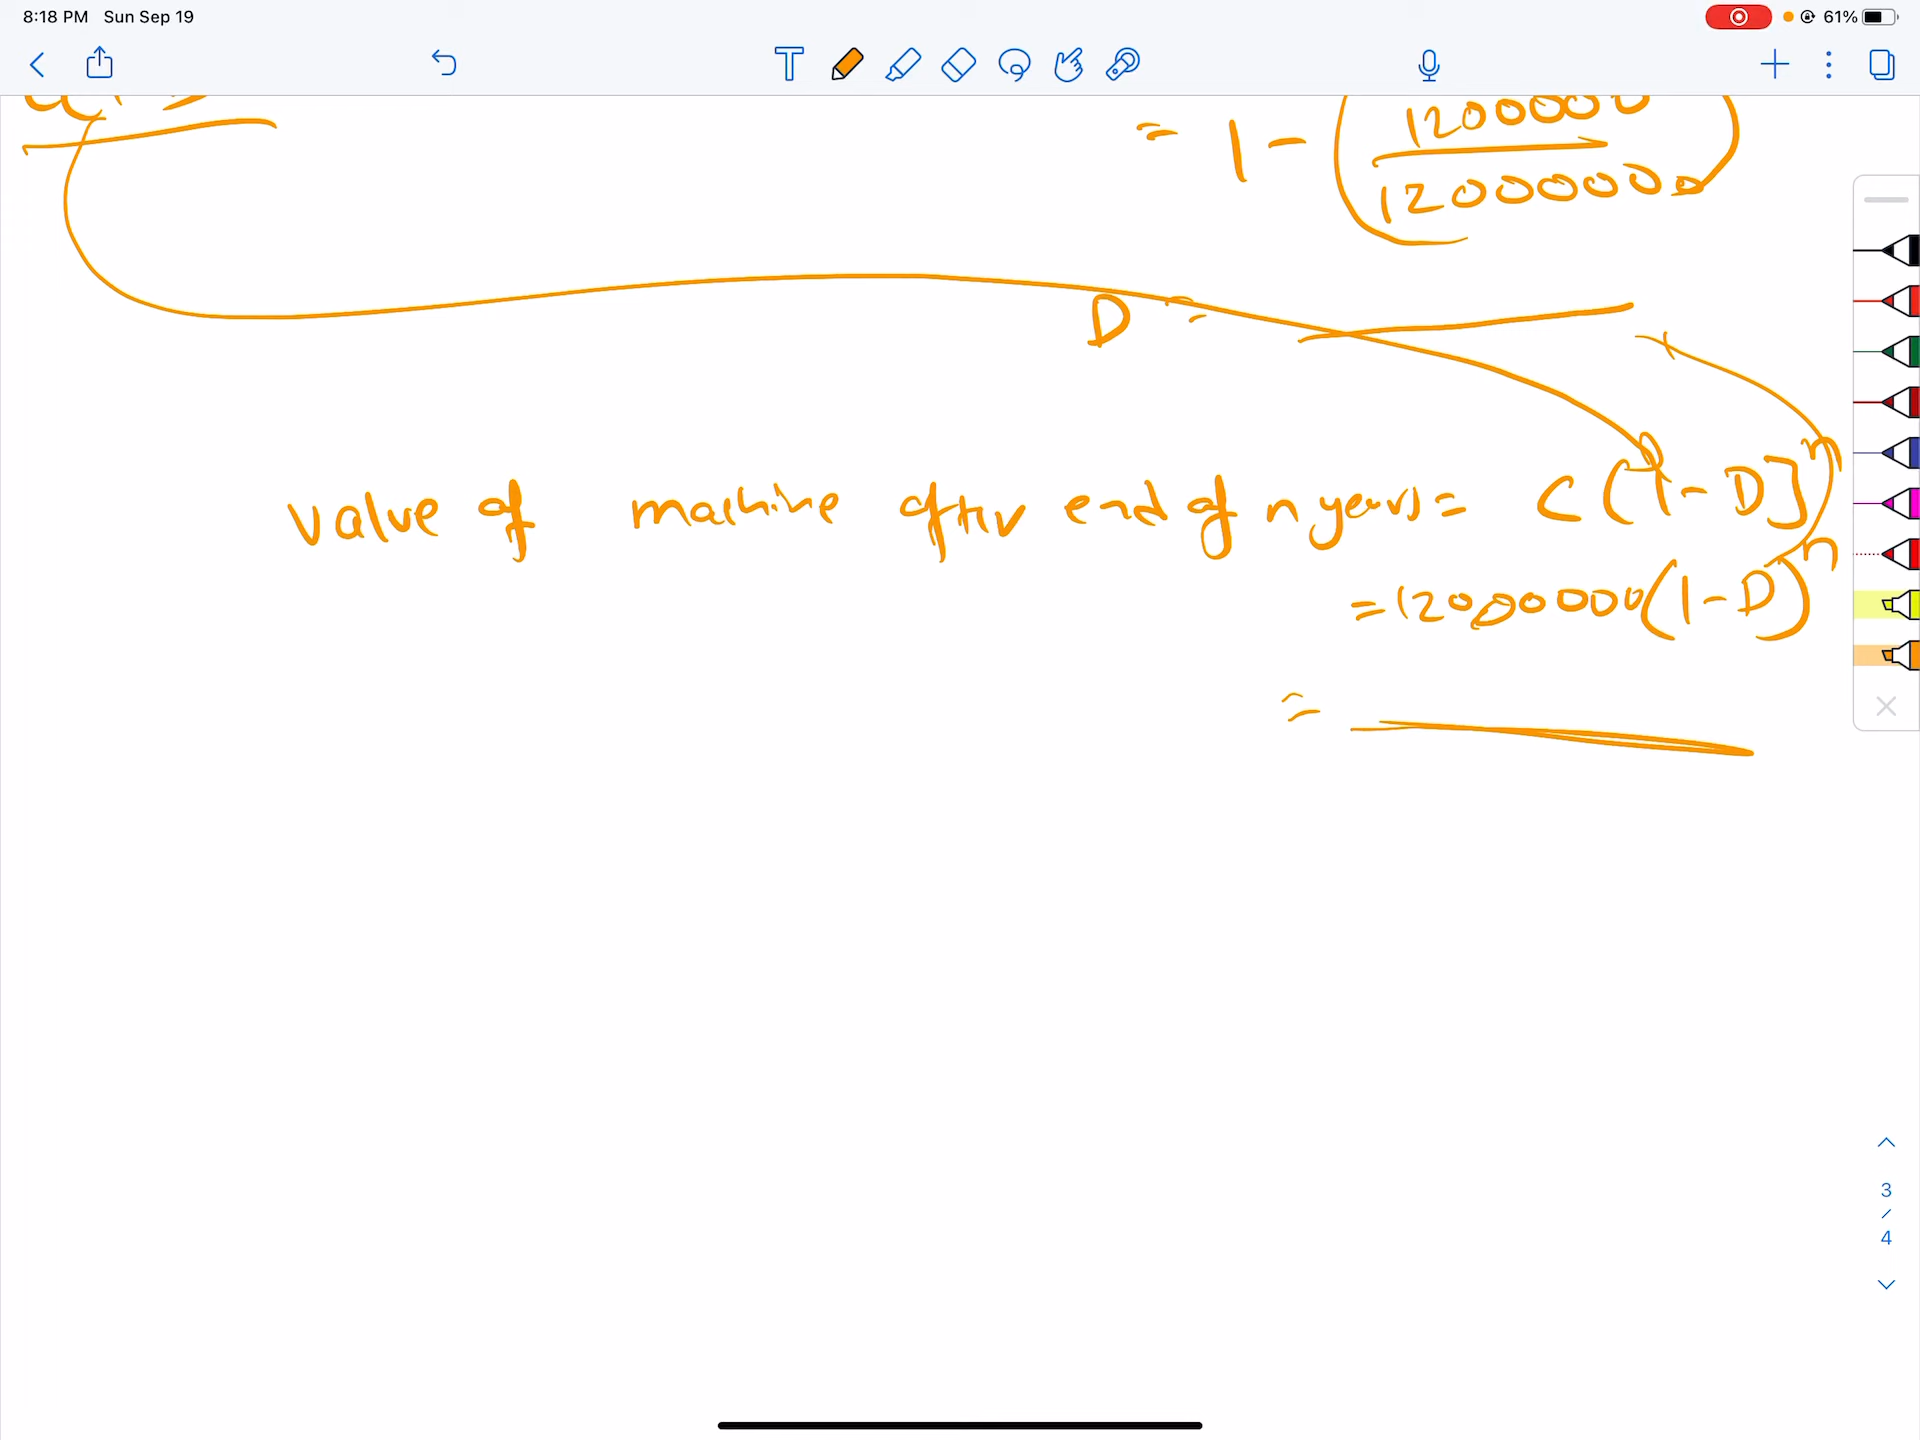 8:18 PM Sun Sep 19
61%
= 1 - (1200000 / 12000000)
D =
value of machine after end of n years = C (1 - D]^n
= 12000000 (1 - D)^n
=
3
/
4